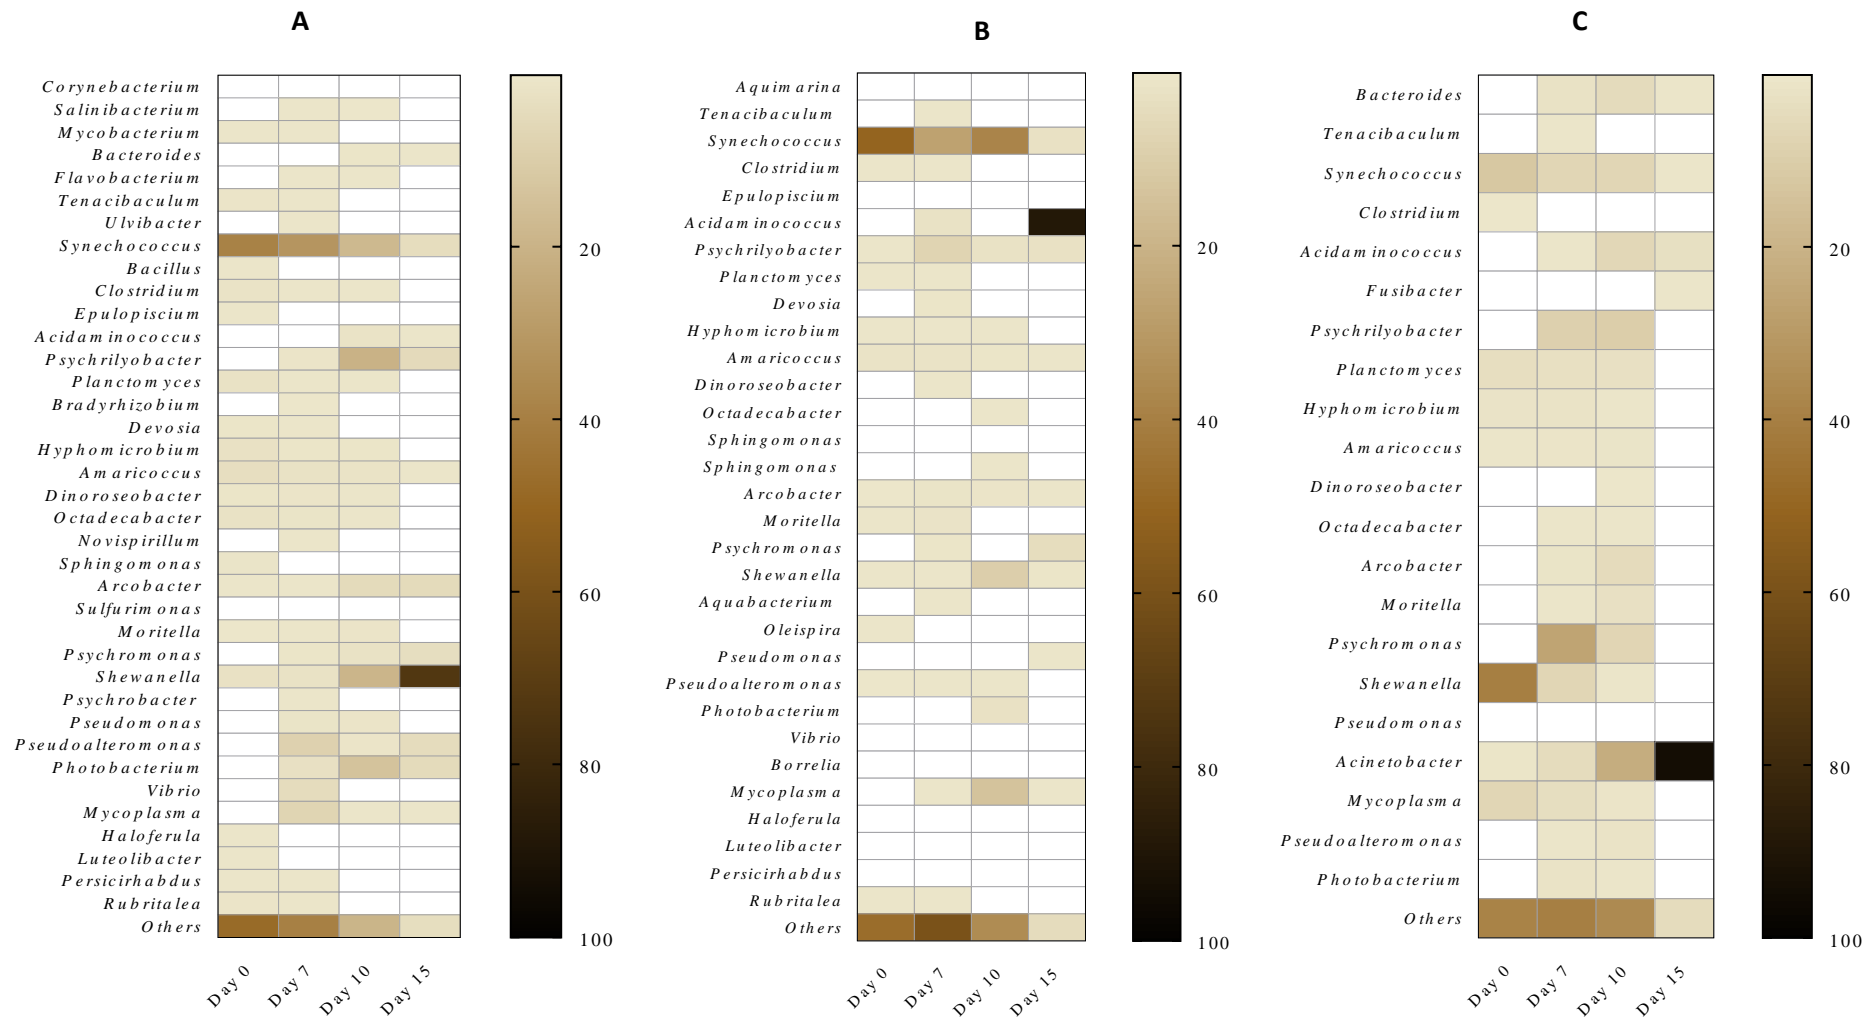 A
Corynebacterium
Salinibacterium
Mycobacterium
Bacteroides
Flavobacterium
Tenacibaculum
Ulvibacter
Synechococcus
Bacillus
Clostridium
Epulopiscium
Acidaminococcus
Psychrilyobacter
Planctomyces
Bradyrhizobium
Devosia
Hyphomicrobium
Amaricoccus
Dinoroseobacter
Octadecabacter
Novispirillum
Sphingomonas
Arcobacter
Sulfurimonas
Moritella
Psychromonas
Shewanella
Psychrobacter
Pseudomonas
Pseudoalteromonas
Photobacterium
Vibrio
Mycoplasma
Haloferula
Luteolibacter
Persicirhabdus
Rubritalea
Others
Day 0
Day 7
Day 10
Day 15
20
40
60
80
100
B
Aquimarina
Tenacibaculum
Synechococcus
Clostridium
Epulopiscium
Acidaminococcus
Psychrilyobacter
Planctomyces
Devosia
Hyphomicrobium
Amaricoccus
Dinoroseobacter
Octadecabacter
Sphingomonas
Sphingomonas
Arcobacter
Moritella
Psychromonas
Shewanella
Aquabacterium
Oleispira
Pseudomonas
Pseudoalteromonas
Photobacterium
Vibrio
Borrelia
Mycoplasma
Haloferula
Luteolibacter
Persicirhabdus
Rubritalea
Others
Day 0
Day 7
Day 10
Day 15
20
40
60
80
100
C
Bacteroides
Tenacibaculum
Synechococcus
Clostridium
Acidaminococcus
Fusibacter
Psychrilyobacter
Planctomyces
Hyphomicrobium
Amaricoccus
Dinoroseobacter
Octadecabacter
Arcobacter
Moritella
Psychromonas
Shewanella
Pseudomonas
Acinetobacter
Mycoplasma
Pseudoalteromonas
Photobacterium
Others
Day 0
Day 7
Day 10
Day 15
20
40
60
80
100